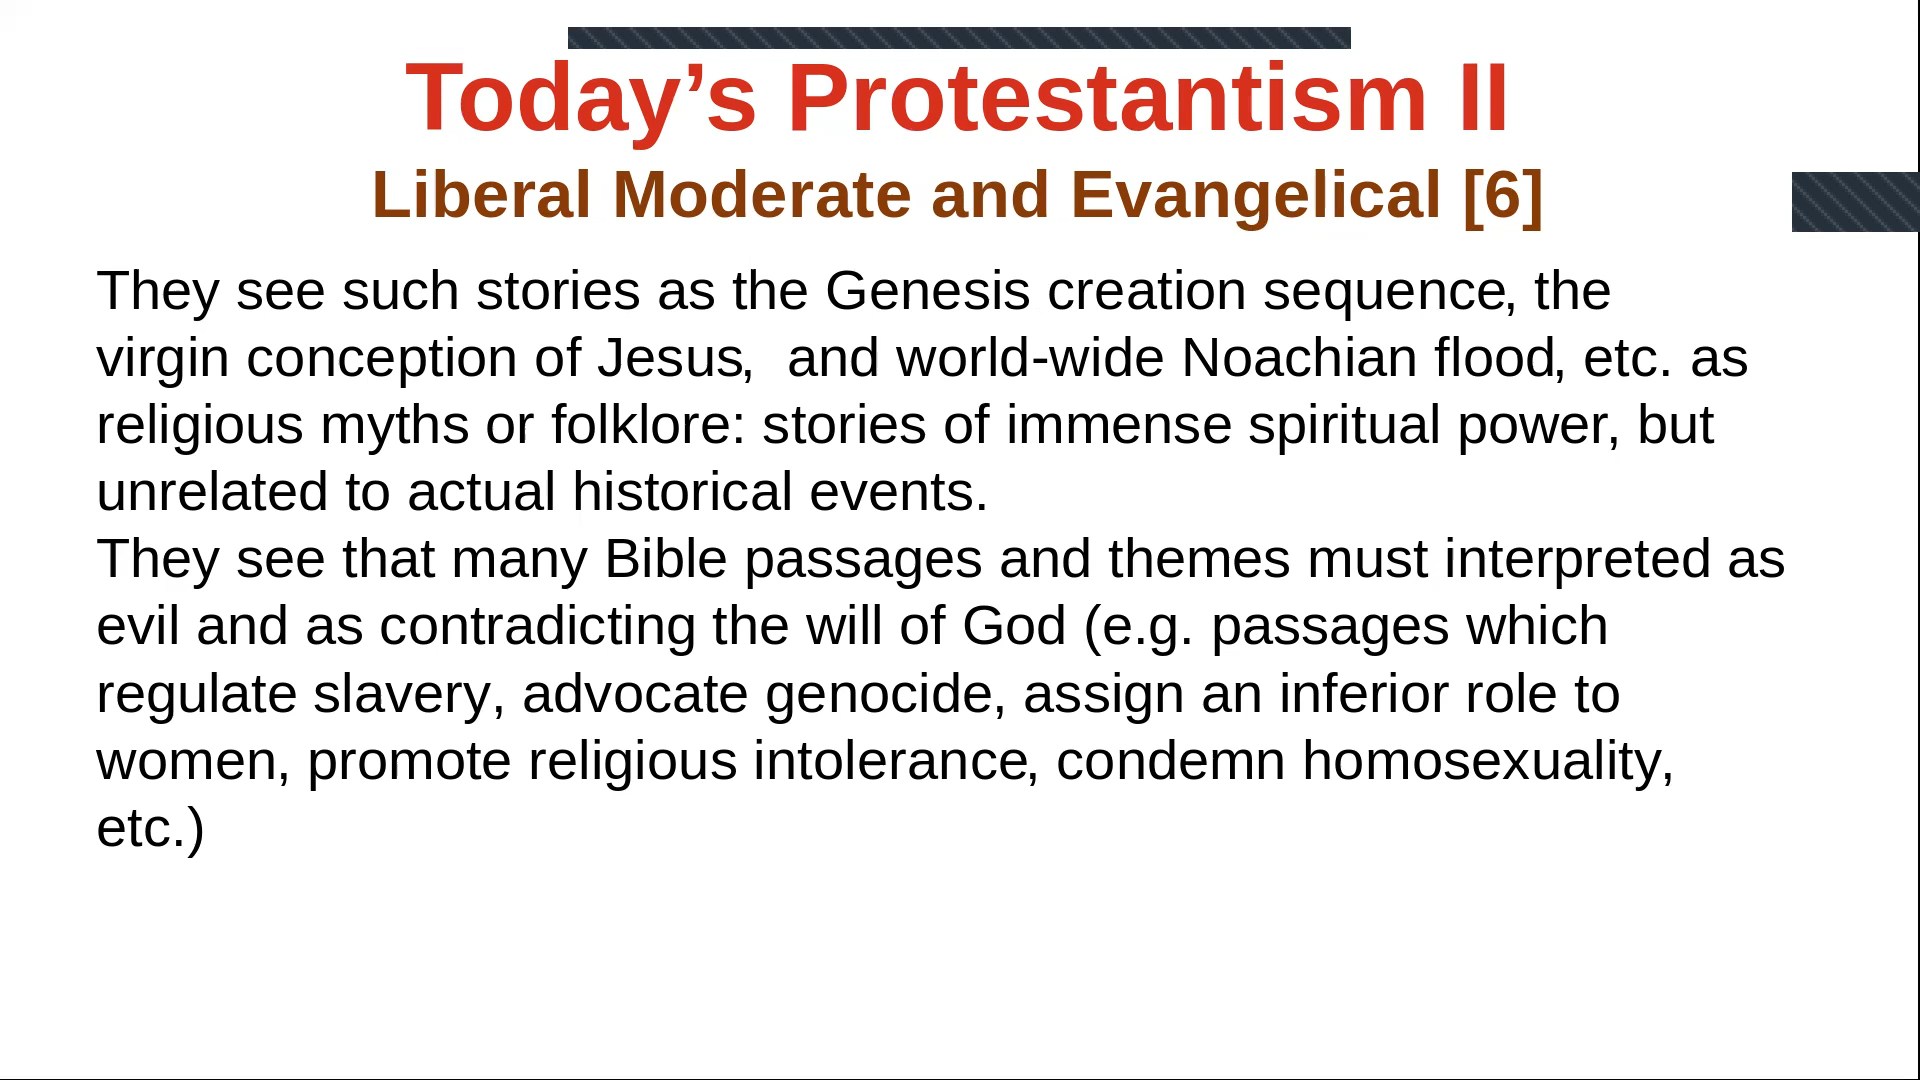 Today’s Protestantism II
Liberal Moderate and Evangelical [6]
They see such stories as the Genesis creation sequence, the
virgin conception of Jesus,  and world-wide Noachian flood, etc. as
religious myths or folklore: stories of immense spiritual power, but
unrelated to actual historical events.
They see that many Bible passages and themes must interpreted as
evil and as contradicting the will of God (e.g. passages which
regulate slavery, advocate genocide, assign an inferior role to
women, promote religious intolerance, condemn homosexuality,
etc.)